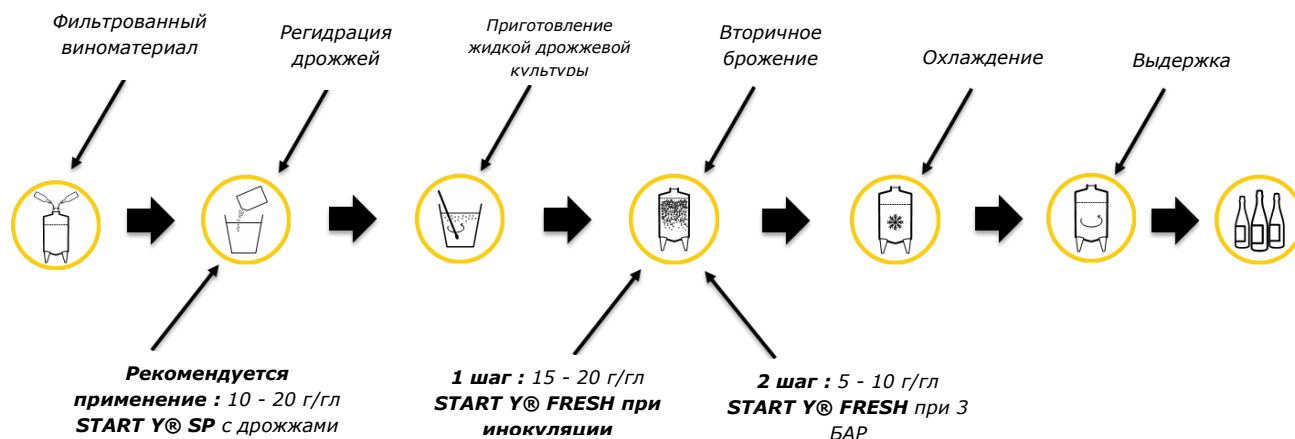 Фильтрованный
виноматериал
Регидрация
дрожжей
Приготовление
жидкой дрожжевой
культуры
Вторичное
брожение
Охлаждение
Выдержка
Рекомендуется
применение : 10 - 20 г/гл
START Y® SP с дрожжами
1 шаг : 15 - 20 г/гл
START Y® FRESH при
инокуляции
2 шаг : 5 - 10 г/гл
START Y® FRESH при 3
БАР